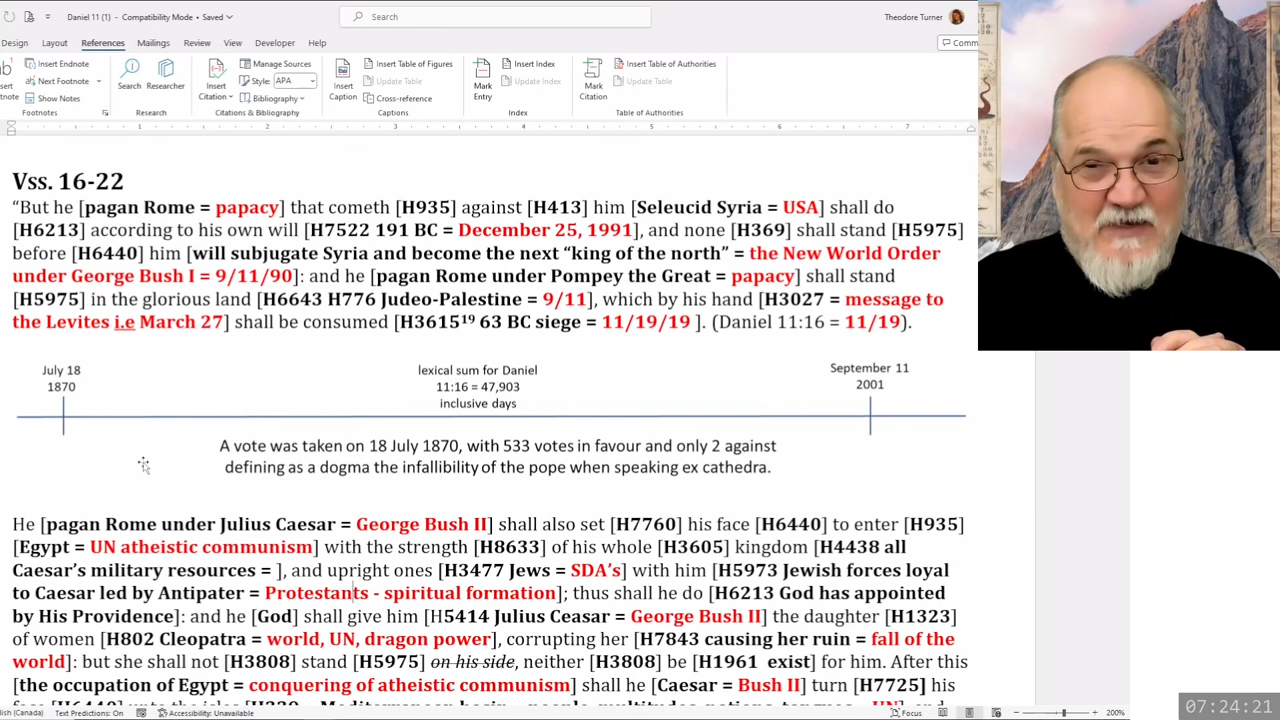 Daniel 11 (1) - Compatibility Mode • Saved
Search
Theodore Turner
Design Layout References Mailings Review View Developer Help
Insert Endnote
Next Footnote
Show Notes
Footnotes
Search Researcher
Research
Insert Citation
Manage Sources
Style: APA
Bibliography
Citations & Bibliography
Insert Caption
Insert Table of Figures
Update Table
Cross-reference
Captions
Mark Entry
Insert Index
Update Index
Index
Mark Citation
Insert Table of Authorities
Update Table
Table of Authorities
1 2 3 4 5 6 7
Vss. 16-22
“But he [pagan Rome = papacy] that cometh [H935] against [H413] him [Seleucid Syria = USA] shall do
[H6213] according to his own will [H7522 191 BC = December 25, 1991], and none [H369] shall stand [H5975]
before [H6440] him [will subjugate Syria and become the next “king of the north” = the New World Order
under George Bush I = 9/11/90]: and he [pagan Rome under Pompey the Great = papacy] shall stand
[H5975] in the glorious land [H6643 H776 Judeo-Palestine = 9/11], which by his hand [H3027 = message to
the Levites i.e March 27] shall be consumed [H3615¹⁹ 63 BC siege = 11/19/19 ]. (Daniel 11:16 = 11/19).
July 18
1870
lexical sum for Daniel
11:16 = 47,903
inclusive days
September 11
2001
A vote was taken on 18 July 1870, with 533 votes in favour and only 2 against
defining as a dogma the infallibility of the pope when speaking ex cathedra.
He [pagan Rome under Julius Caesar = George Bush II] shall also set [H7760] his face [H6440] to enter [H935]
[Egypt = UN atheistic communism] with the strength [H8633] of his whole [H3605] kingdom [H4438 all
Caesar’s military resources = ], and upright ones [H3477 Jews = SDA’s] with him [H5973 Jewish forces loyal
to Caesar led by Antipater = Protestants - spiritual formation]; thus shall he do [H6213 God has appointed
by His Providence]: and he [God] shall give him [H5414 Julius Ceasar = George Bush II] the daughter [H1323]
of women [H802 Cleopatra = world, UN, dragon power], corrupting her [H7843 causing her ruin = fall of the
world]: but she shall not [H3808] stand [H5975] on his side, neither [H3808] be [H1961 exist] for him. After this
[the occupation of Egypt = conquering of atheistic communism] shall he [Caesar = Bush II] turn [H7725] his
Text Predictions: On
Accessibility: Unavailable
Focus
200%
07:24:21